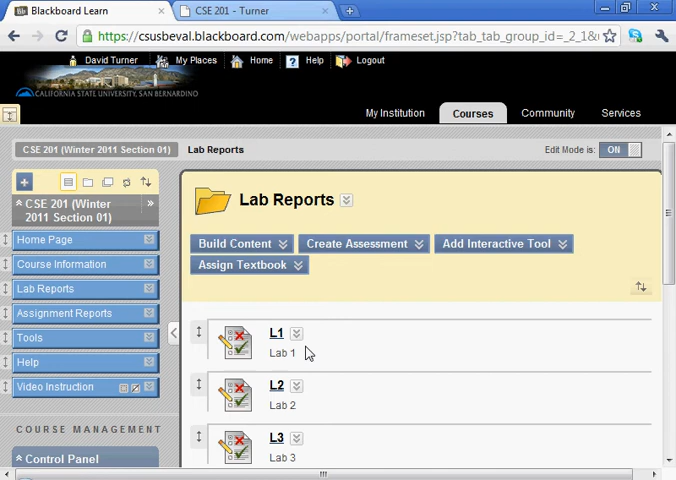 Blackboard Learn
CSE 201 - Turner
https://csusbeval.blackboard.com/webapps/portal/frameset.jsp?tab_tab_group_id=_2_1&
David Turner My Places Home Help Logout
CALIFORNIA STATE UNIVERSITY, SAN BERNARDINO
My Institution Courses Community Services
CSE 201 (Winter 2011 Section 01) Lab Reports Edit Mode is: ON
CSE 201 (Winter
2011 Section 01)
Home Page
Course Information
Lab Reports
Assignment Reports
Tools
Help
Video Instruction
COURSE MANAGEMENT
Control Panel
Lab Reports
Build Content Create Assessment Add Interactive Tool
Assign Textbook
L1
Lab 1
L2
Lab 2
L3
Lab 3